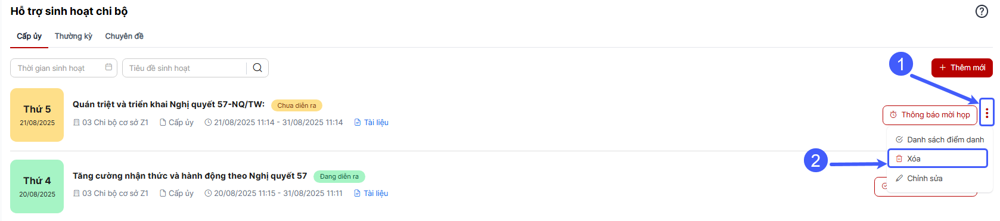 Hỗ trợ sinh hoạt chi bộ
?
Cấp ủy Thường kỳ Chuyên đề
Thời gian sinh hoạt Tiêu đề sinh hoạt
1
+ Thêm mới
Thứ 5
21/08/2025
Quán triệt và triển khai Nghị quyết 57-NQ/TW: Chưa diễn ra
03 Chi bộ cơ sở Z1 Cấp ủy 21/08/2025 11:14 - 31/08/2025 11:14 Tài liệu
Thông báo mời họp
Danh sách điểm danh
2
Xóa
Chỉnh sửa
Thứ 4
20/08/2025
Tăng cường nhận thức và hành động theo Nghị quyết 57 Đang diễn ra
03 Chi bộ cơ sở Z1 Cấp ủy 20/08/2025 11:15 - 31/08/2025 11:11 Tài liệu